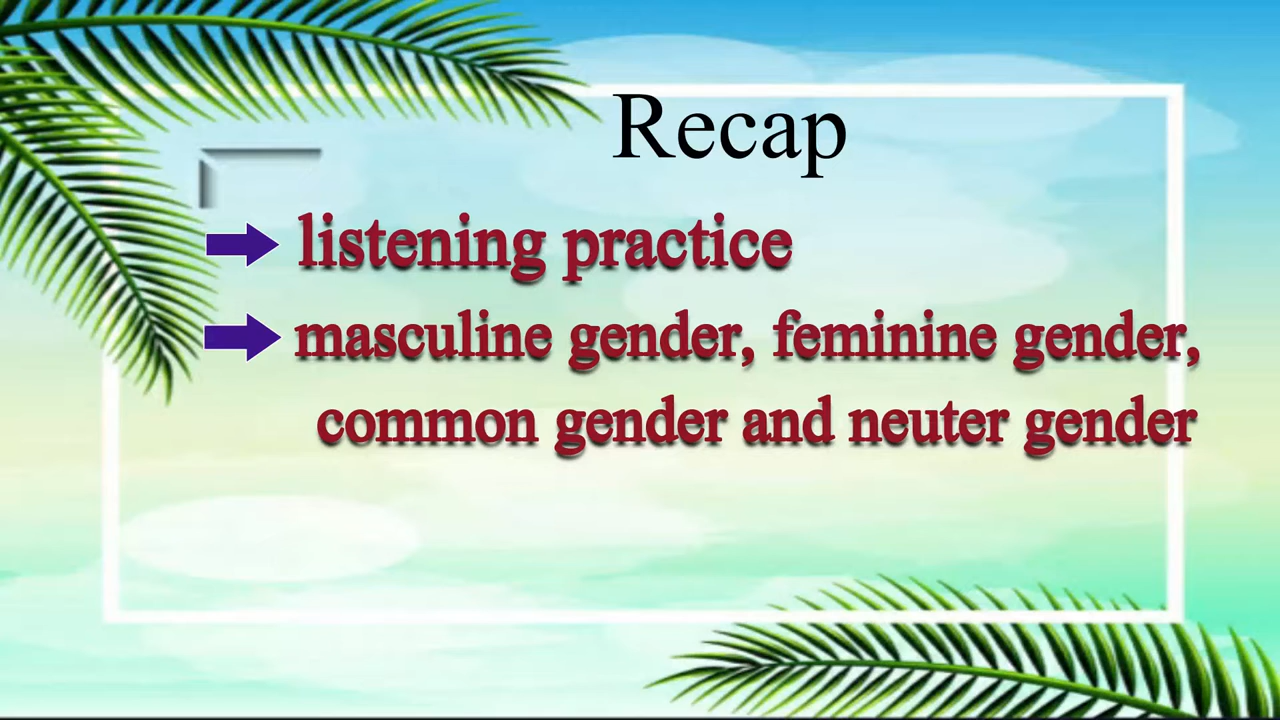 Recap
listening practice
masculine gender, feminine gender,
common gender and neuter gender